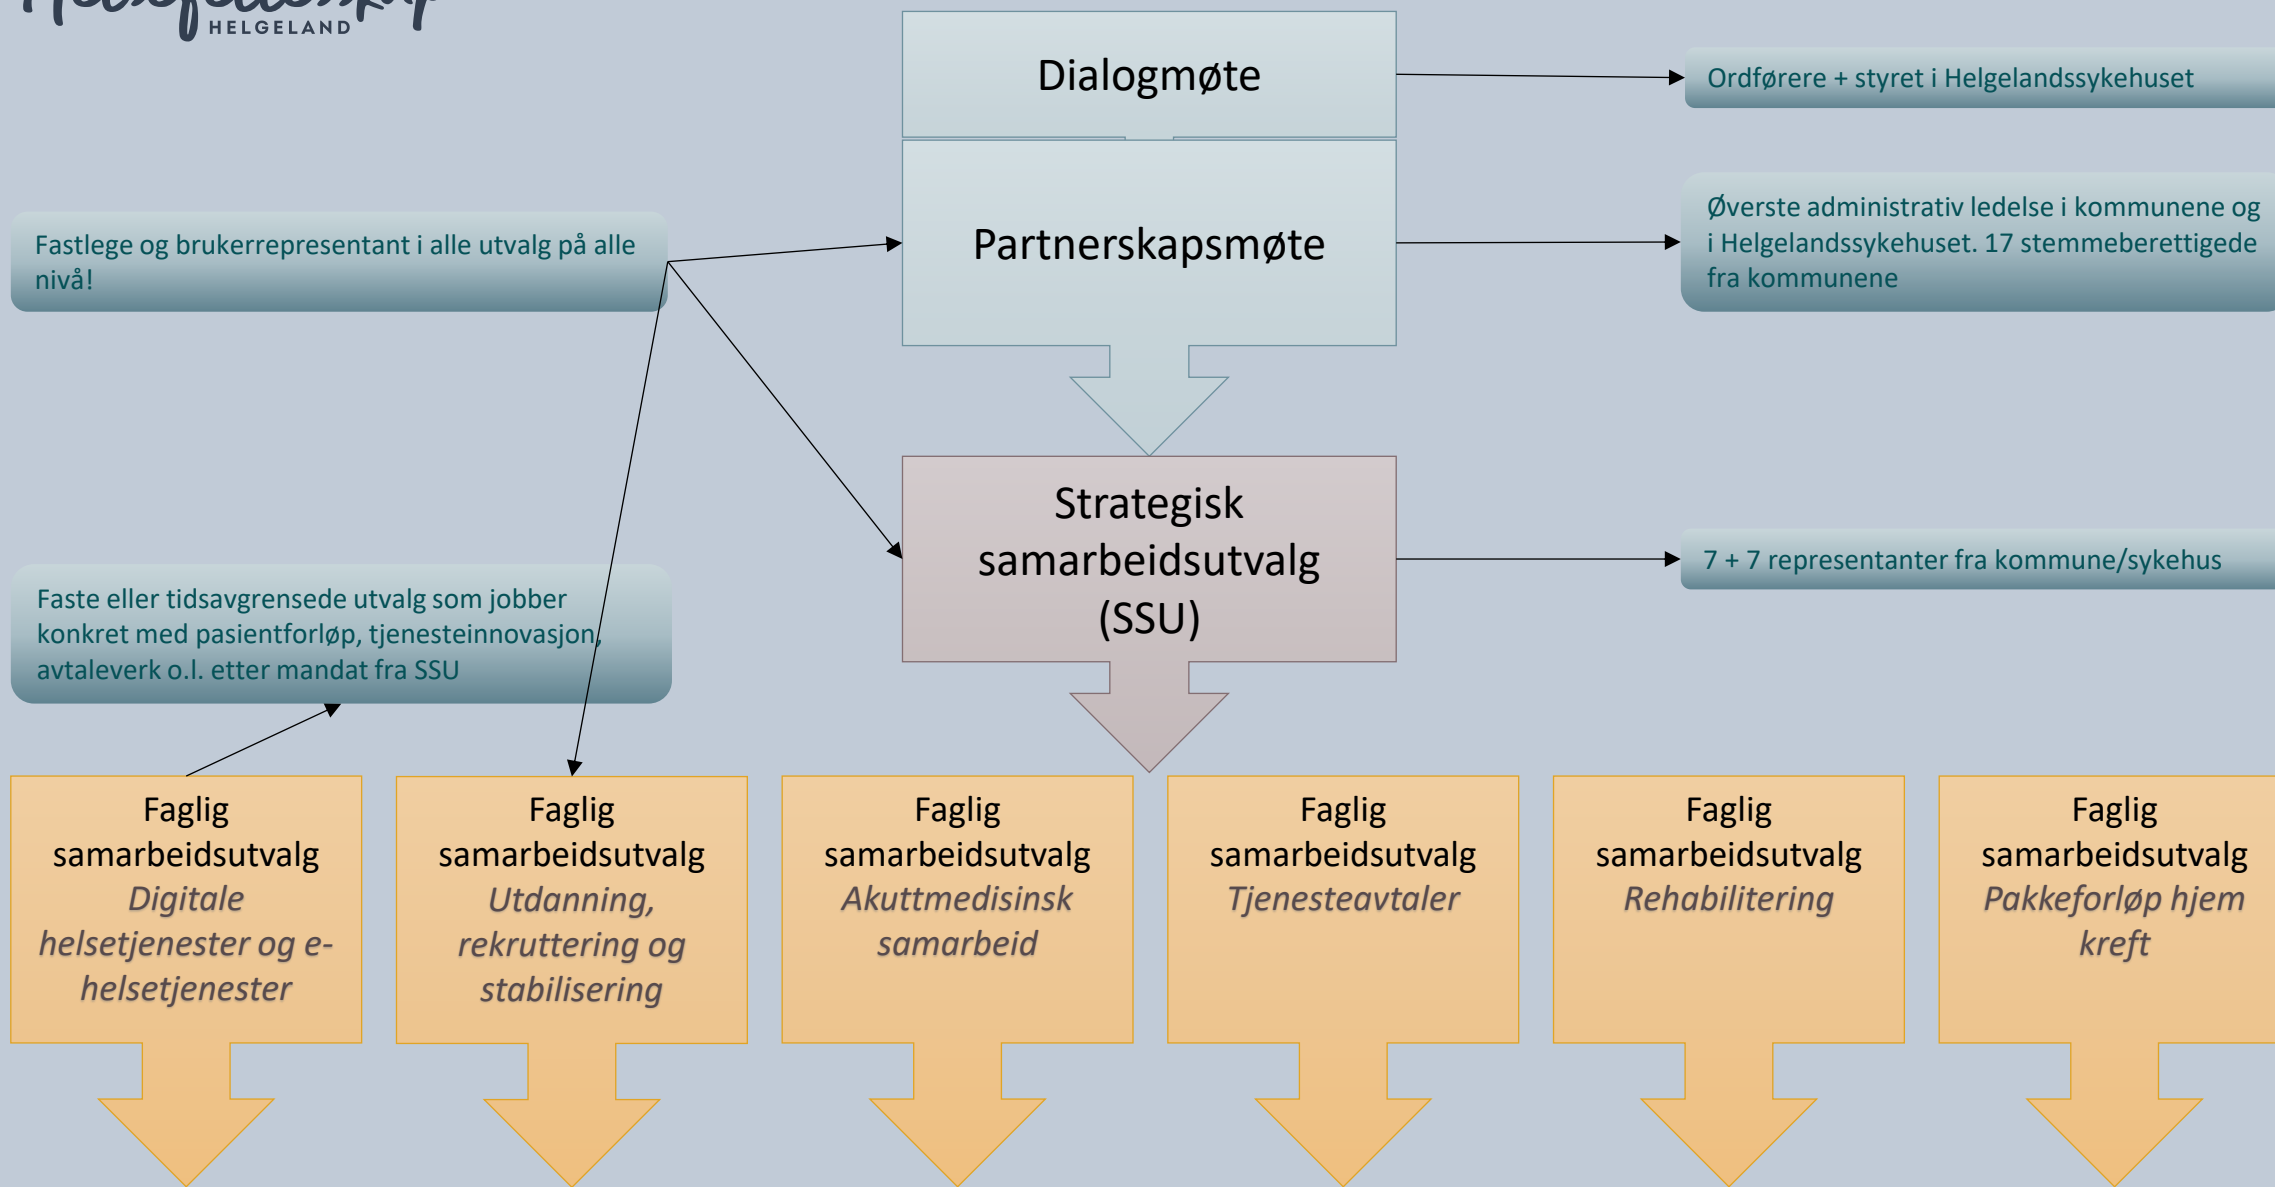 Helsefellesskap
HELGELAND
Dialogmøte
Ordførere + styret i Helgelandssykehuset
Partnerskapsmøte
Øverste administrativ ledelse i kommunene og
i Helgelandssykehuset. 17 stemmeberettigede
fra kommunene
Fastlege og brukerrepresentant i alle utvalg på alle
nivå!
Strategisk
samarbeidsutvalg
(SSU)
7 + 7 representanter fra kommune/sykehus
Faste eller tidsavgrensede utvalg som jobber
konkret med pasientforløp, tjenesteinnovasjon,
avtaleverk o.l. etter mandat fra SSU
Faglig
samarbeidsutvalg
Digitale
helsetjenester og e-
helsetjenester
Faglig
samarbeidsutvalg
Utdanning,
rekruttering og
stabilisering
Faglig
samarbeidsutvalg
Akuttmedisinsk
samarbeid
Faglig
samarbeidsutvalg
Tjenesteavtaler
Faglig
samarbeidsutvalg
Rehabilitering
Faglig
samarbeidsutvalg
Pakkeforløp hjem
kreft